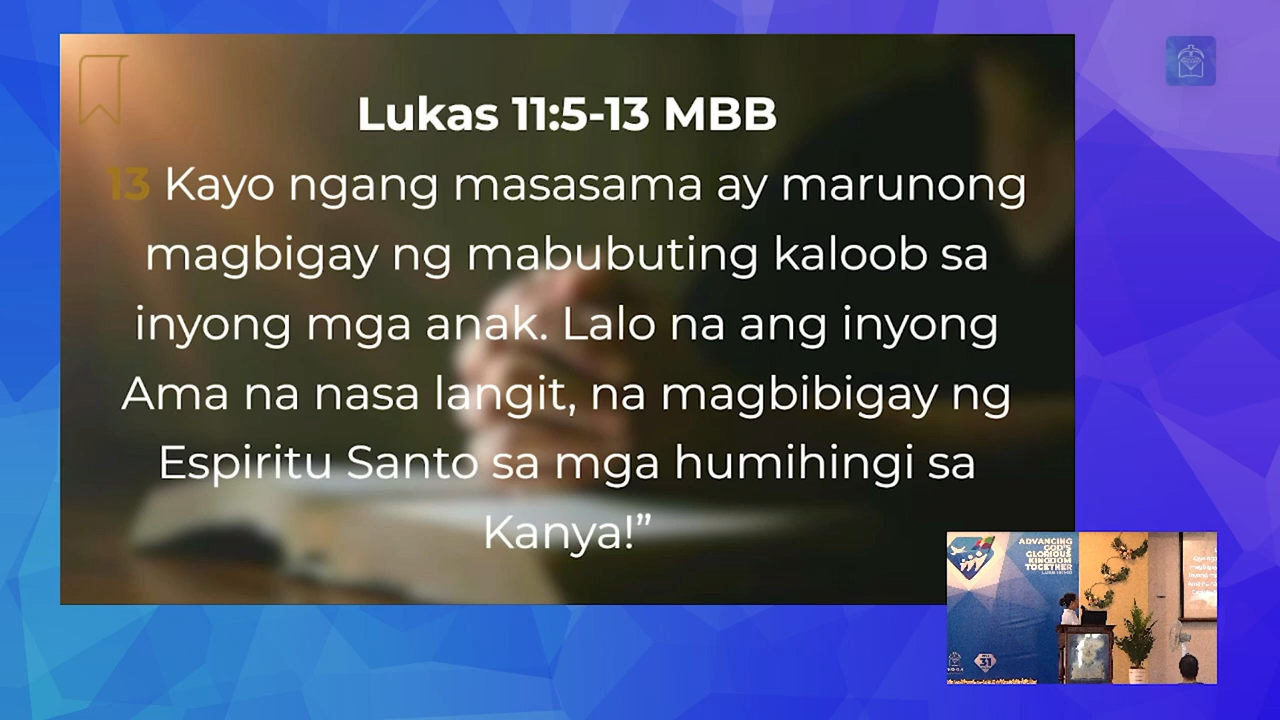 Lukas 11:5-13 MBB
13 Kayo ngang masasama ay marunong
magbigay ng mabubuting kaloob sa
inyong mga anak. Lalo na ang inyong
Ama na nasa langit, na magbibigay ng
Espiritu Santo sa mga humihingi sa
Kanya!”
ADVANCING
GOD'S
GLORIOUS
KINGDOM
TOGETHER
31